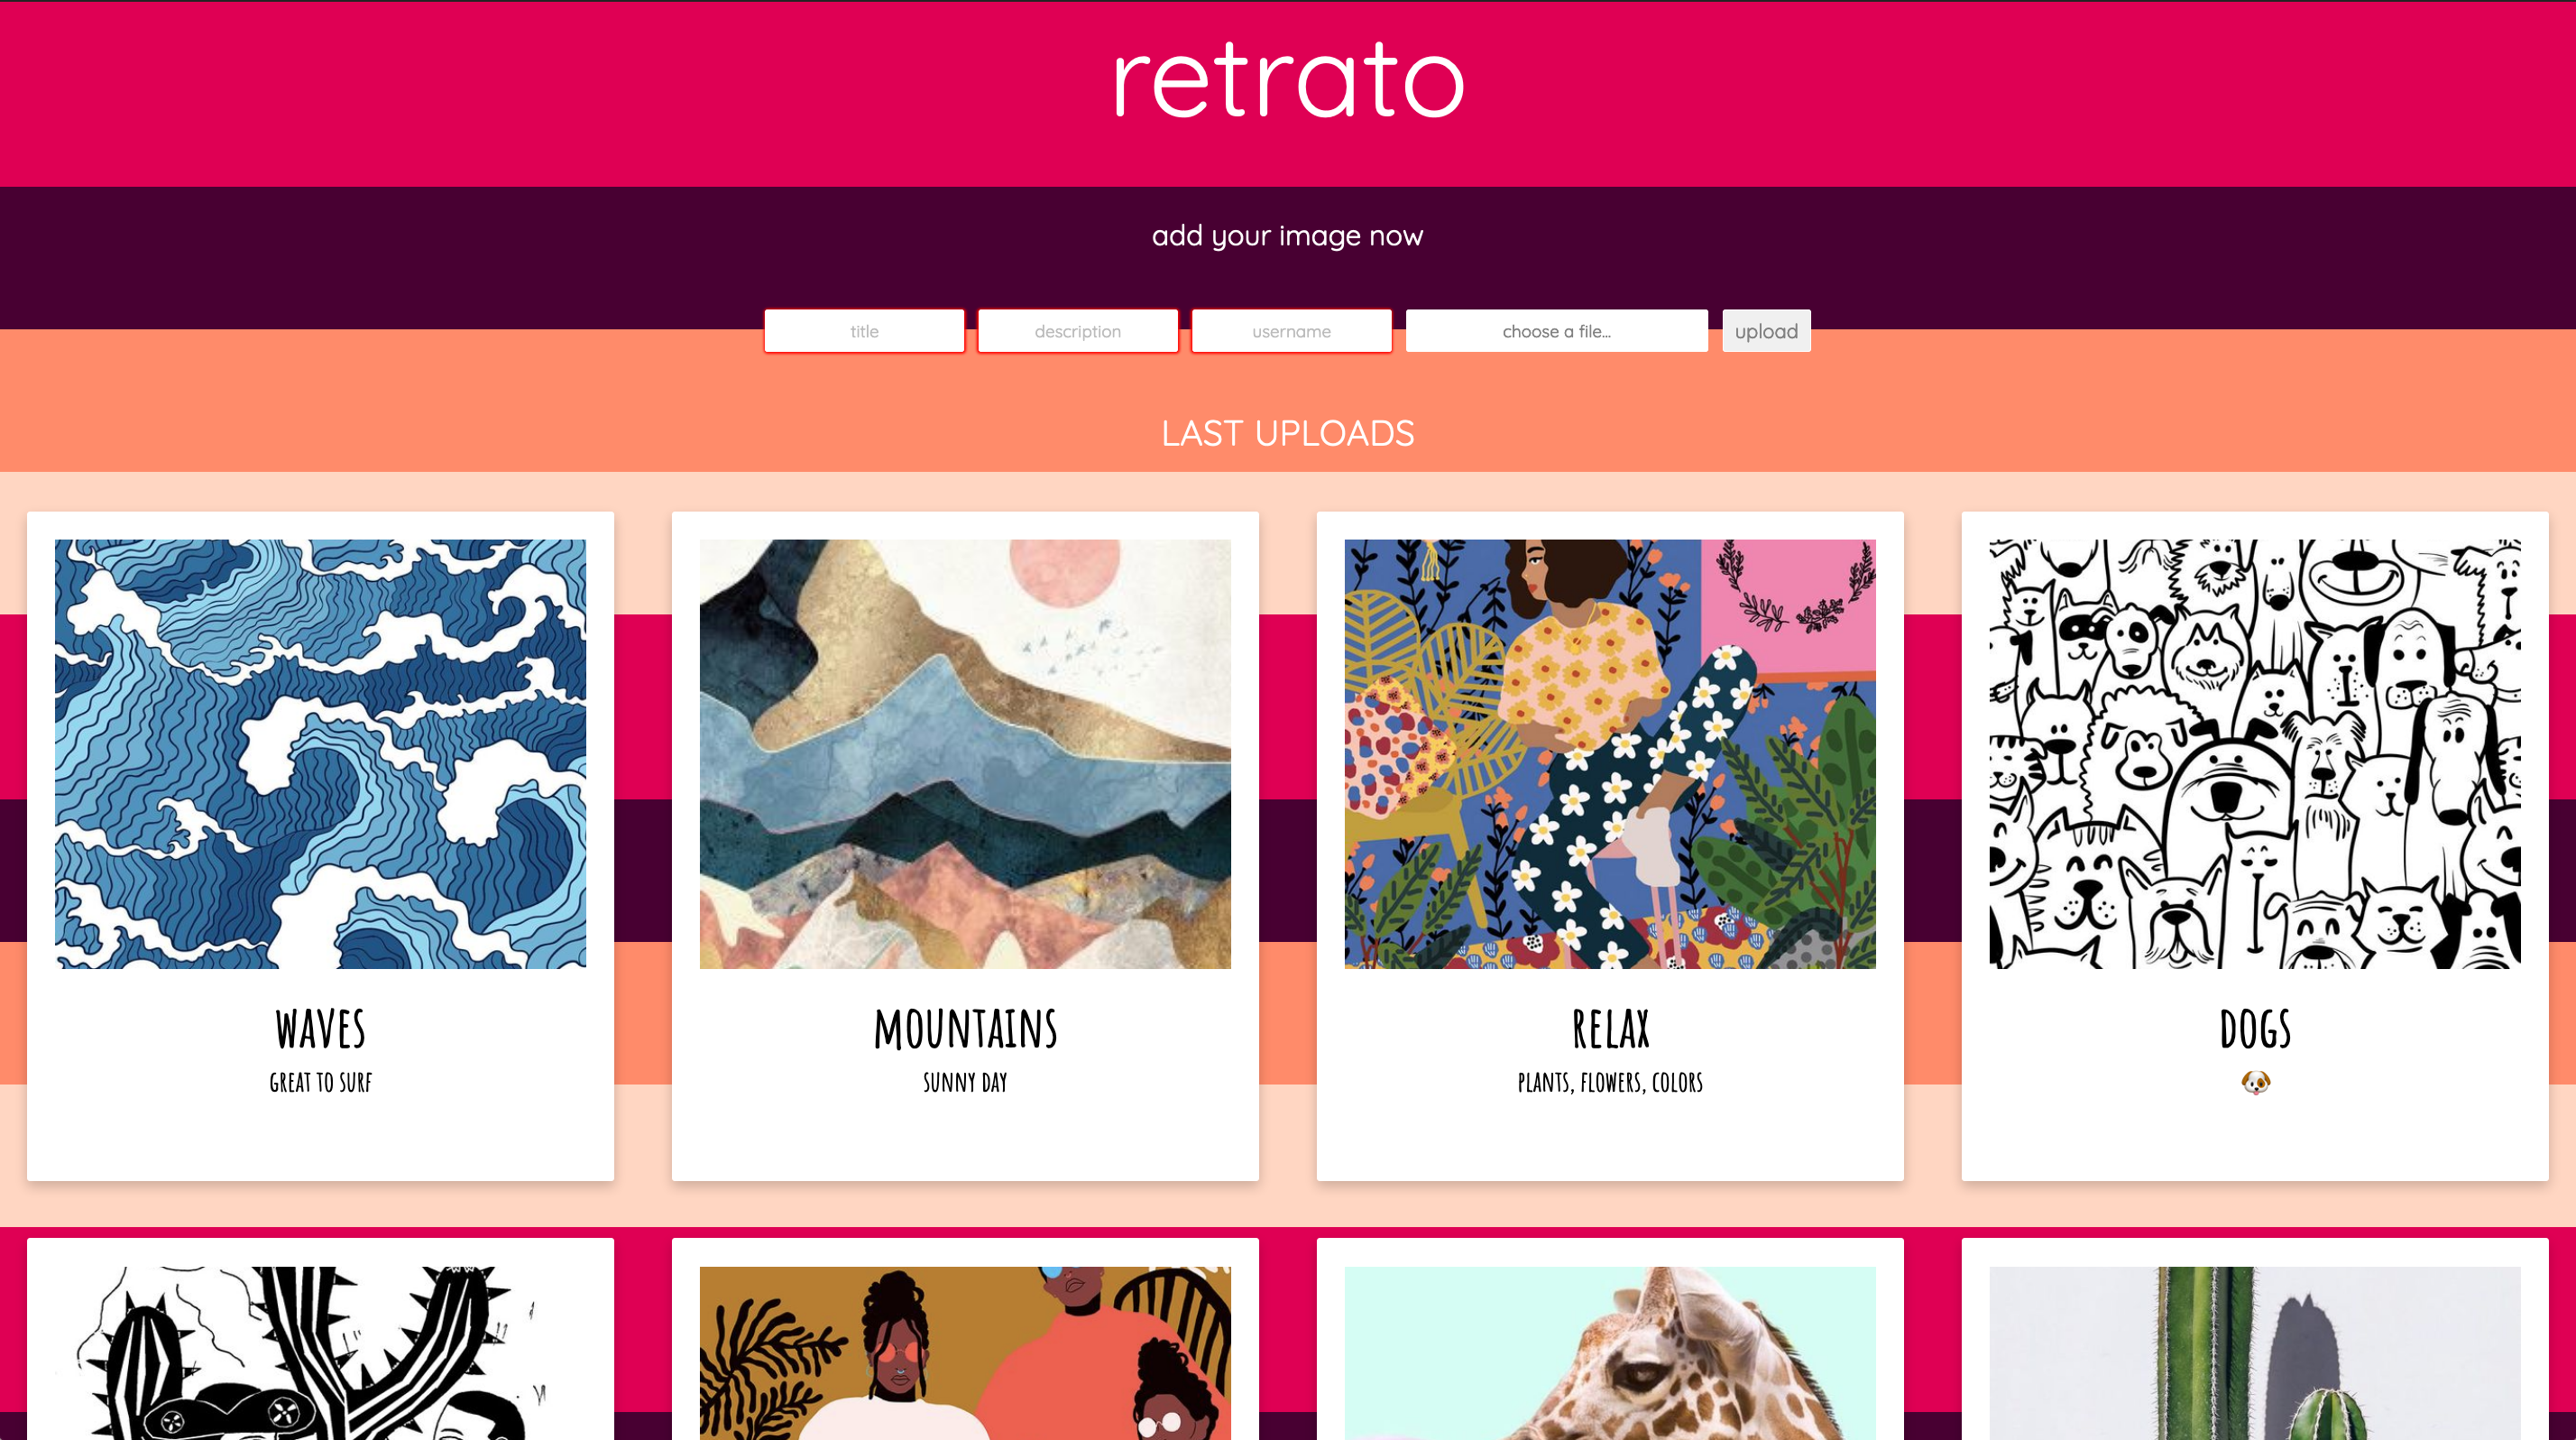 retrato
add your image now
title
description
username
choose a file...
upload
LAST UPLOADS
WAVES
GREAT TO SURF
MOUNTAINS
SUNNY DAY
RELAX
PLANTS, FLOWERS, COLORS
DOGS
🐶